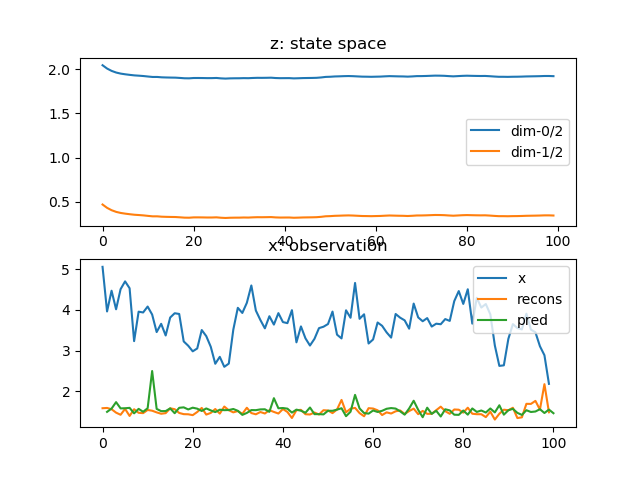 z: state space
2.0
1.5
1.0
0.5
dim-0/2
dim-1/2
0 20 40 60 80 100
x: observation
5
4
3
2
x
recons
pred
0 20 40 60 80 100